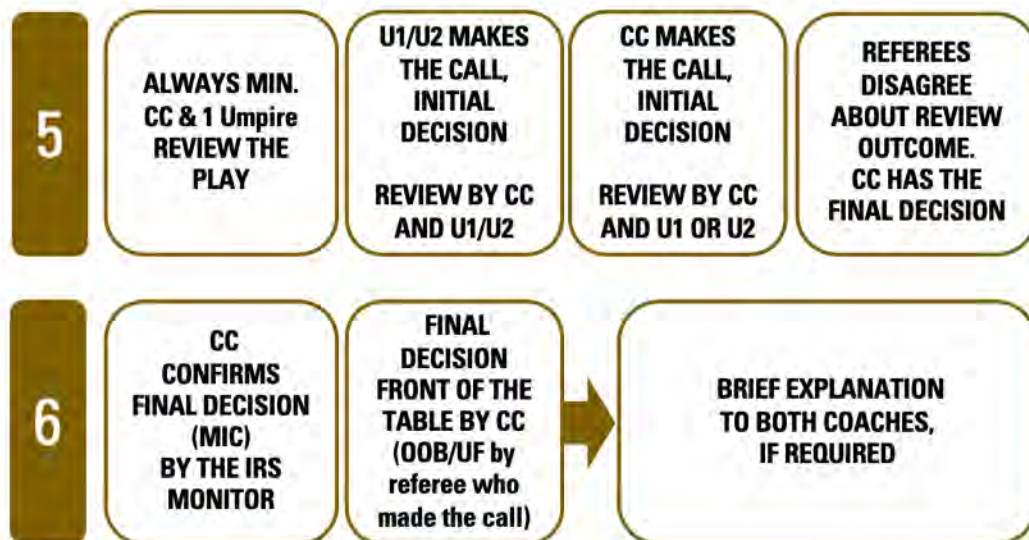 5
ALWAYS MIN.
CC & 1 Umpire
REVIEW THE
PLAY
U1/U2 MAKES
THE CALL,
INITIAL
DECISION
REVIEW BY CC
AND U1/U2
CC MAKES
THE CALL,
INITIAL
DECISION
REVIEW BY CC
AND U1 OR U2
REFEREES
DISAGREE
ABOUT REVIEW
OUTCOME.
CC HAS THE
FINAL DECISION
6
CC
CONFIRMS
FINAL DECISION
(MIC)
BY THE IRS
MONITOR
FINAL
DECISION
FRONT OF THE
TABLE BY CC
(OOB/UF by
referee who
made the call)
BRIEF EXPLANATION
TO BOTH COACHES,
IF REQUIRED